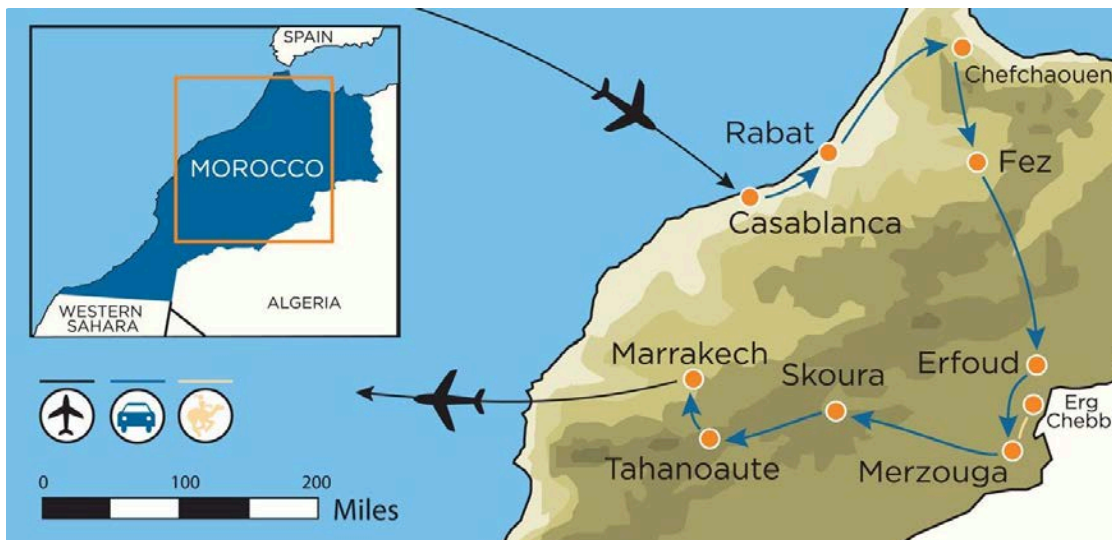 SPAIN
MOROCCO
ALGERIA
WESTERN
SAHARA
Chefchaouen
Rabat
Fez
Casablanca
Marrakech
Skoura
Erfoud
Erg
Chebb
Merzouga
Tahanoaute
0 100 200
Miles